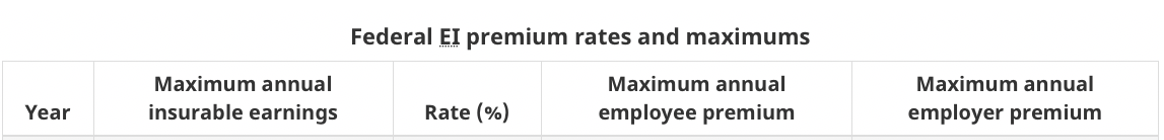 Federal EI premium rates and maximums
Year
Maximum annual
insurable earnings
Rate (%)
Maximum annual
employee premium
Maximum annual
employer premium